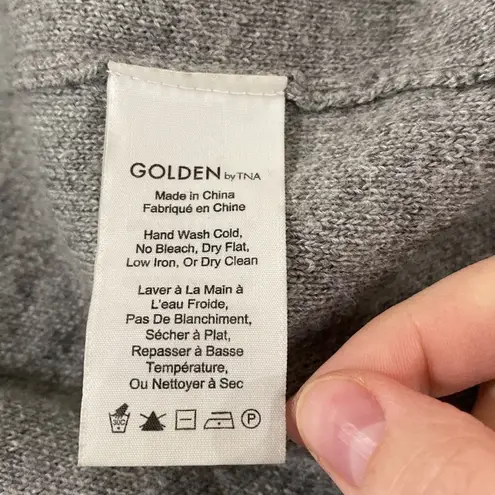 GOLDEN by TNA
Made in China
Fabriqué en Chine
Hand Wash Cold,
No Bleach, Dry Flat,
Low Iron, Or Dry Clean
Laver à La Main à
L'eau Froide,
Pas De Blanchiment,
Sécher à Plat,
Repasser à Basse
Température,
Ou Nettoyer à Sec
30C P